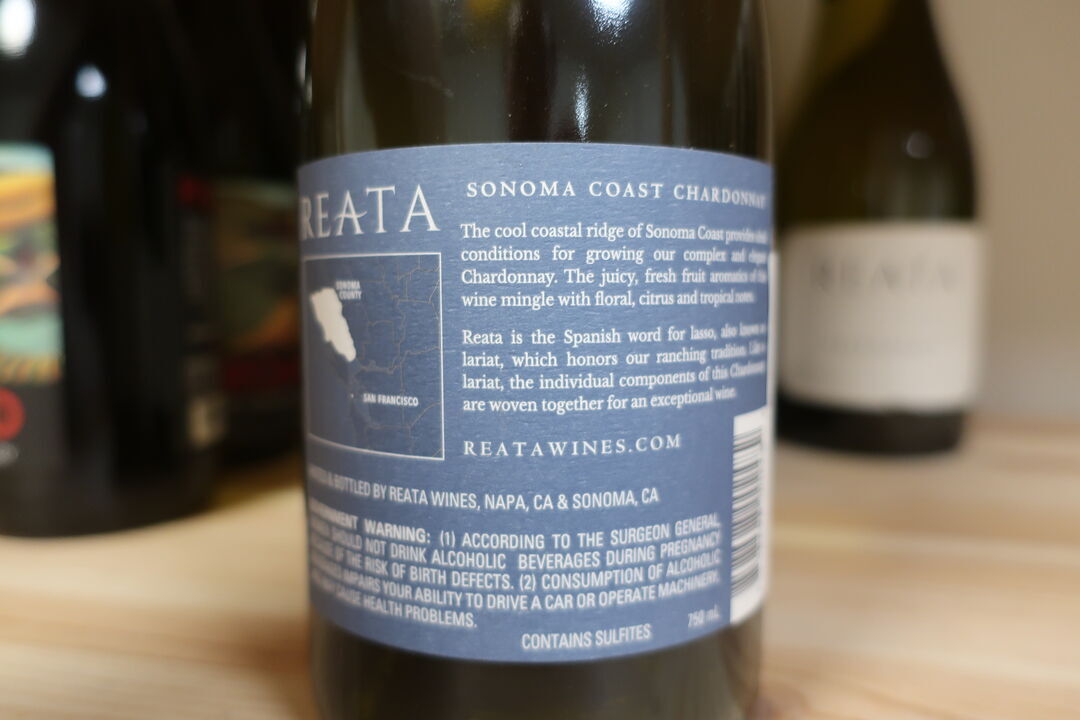 REATA
SONOMA COAST CHARDONNAY
The cool coastal ridge of Sonoma Coast provides
conditions for growing our complex and
Chardonnay. The juicy, fresh fruit aromatics of
wine mingle with floral, citrus and tropical notes.
Reata is the Spanish word for lasso, also known
lariat, which honors our ranching tradition.
lariat, the individual components of this Chardonnay
are woven together for an exceptional wine.
REATAWINES.COM
SONOMA
COUNTY
SAN FRANCISCO
& BOTTLED BY REATA WINES, NAPA, CA & SONOMA, CA
WARNING: (1) ACCORDING TO THE SURGEON GENERAL,
SHOULD NOT DRINK ALCOHOLIC BEVERAGES DURING PREGNANCY
OF THE RISK OF BIRTH DEFECTS. (2) CONSUMPTION OF ALCOHOLIC
IMPAIRS YOUR ABILITY TO DRIVE A CAR OR OPERATE MACHINERY,
CAUSE HEALTH PROBLEMS.
CONTAINS SULFITES
750 mL
REATA